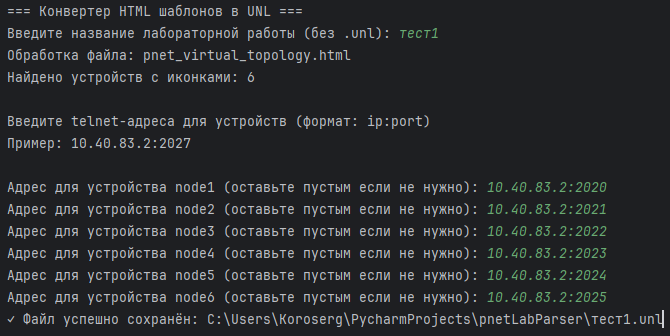 === Конвертер HTML шаблонов в UNL ===
Введите название лабораторной работы (без .unl): тест1
Обработка файла: pnet_virtual_topology.html
Найдено устройств с иконками: 6
Введите telnet-адреса для устройств (формат: ip:port)
Пример: 10.40.83.2:2027
Адрес для устройства node1 (оставьте пустым если не нужно): 10.40.83.2:2020
Адрес для устройства node2 (оставьте пустым если не нужно): 10.40.83.2:2021
Адрес для устройства node3 (оставьте пустым если не нужно): 10.40.83.2:2022
Адрес для устройства node4 (оставьте пустым если не нужно): 10.40.83.2:2023
Адрес для устройства node5 (оставьте пустым если не нужно): 10.40.83.2:2024
Адрес для устройства node6 (оставьте пустым если не нужно): 10.40.83.2:2025
✓ Файл успешно сохранён: C:\Users\Koroserg\PycharmProjects\pnetLabParser\тест1.unl